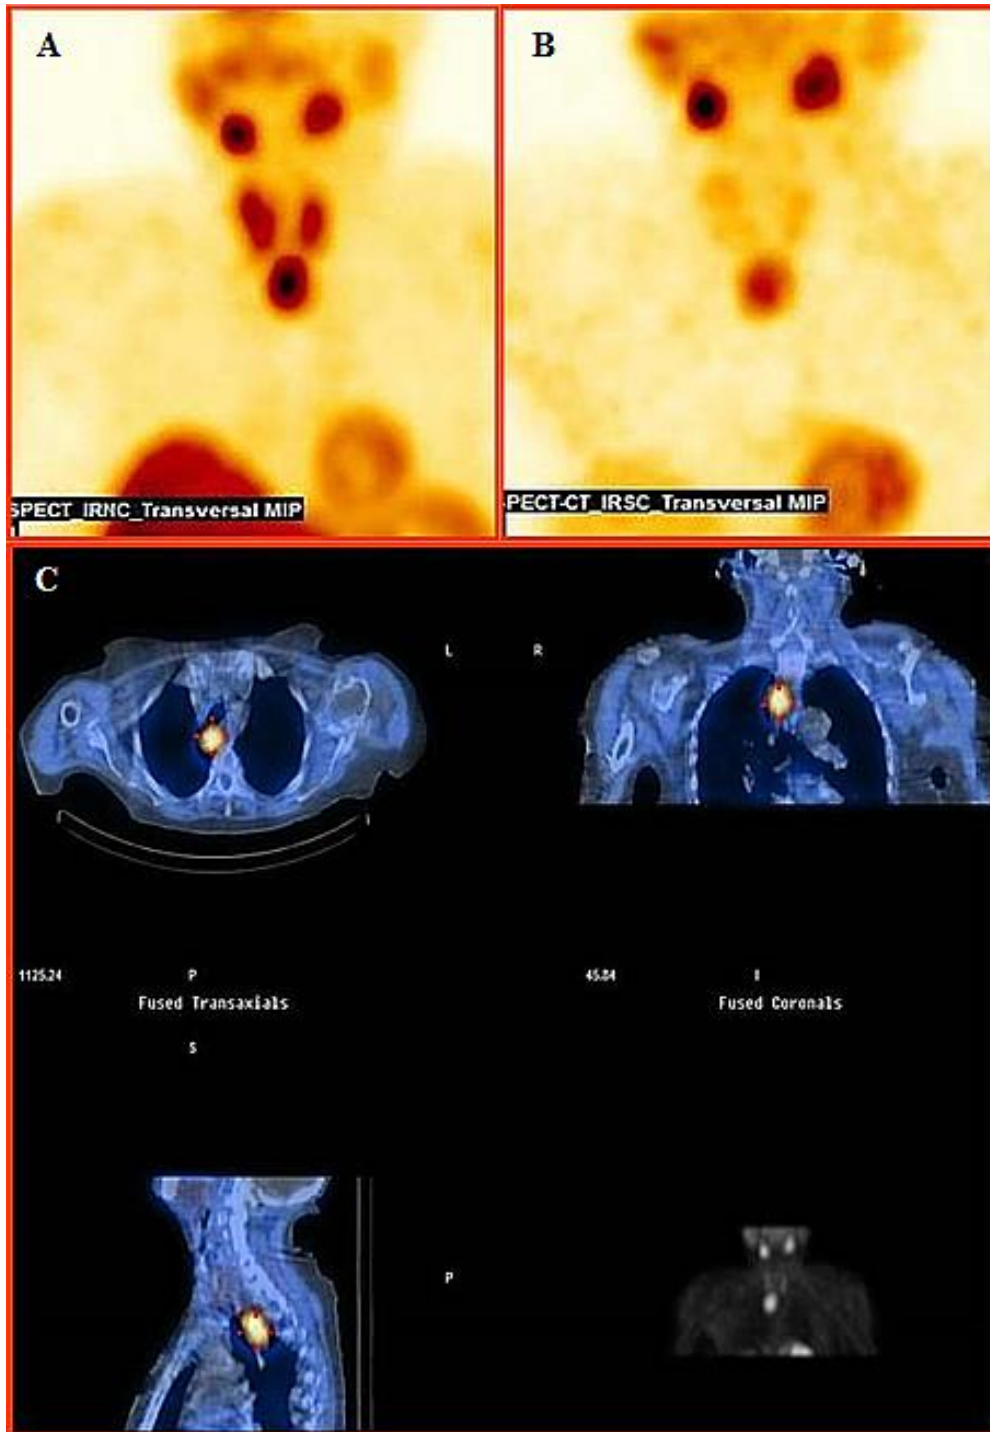 A
B
SPECT_IRNC_Transversal MIP
PECT-CT_IRSC_Transversal MIP
C
L
R
1125.24
P
45.84
I
Fused Transaxials
Fused Coronals
S
P